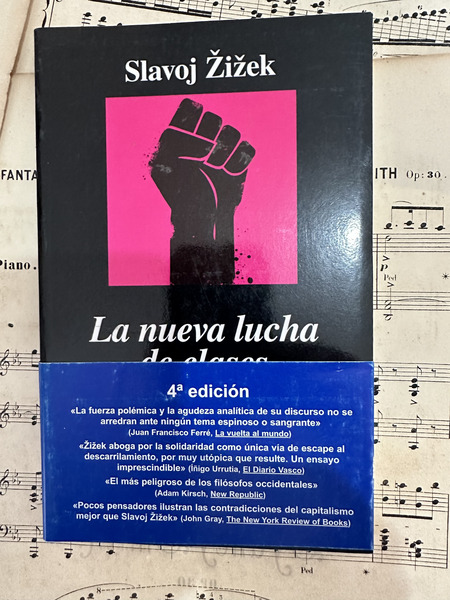 Slavoj Žižek
FANTA
ITH Op: 30.
Piano.
P
Ped
La nueva lucha
de clases
4ª edición
«La fuerza polémica y la agudeza analítica de su discurso no se
arredran ante ningún tema espinoso o sangrante»
(Juan Francisco Ferré, La vuelta al mundo)
«Žižek aboga por la solidaridad como única vía de escape al
descarrilamiento, por muy utópica que resulte. Un ensayo
imprescindible» (Íñigo Urrutia, El Diario Vasco)
«El más peligroso de los filósofos occidentales»
(Adam Kirsch, New Republic)
«Pocos pensadores ilustran las contradicciones del capitalismo
mejor que Slavoj Žižek» (John Gray, The New York Review of Books)
Ped
Ped